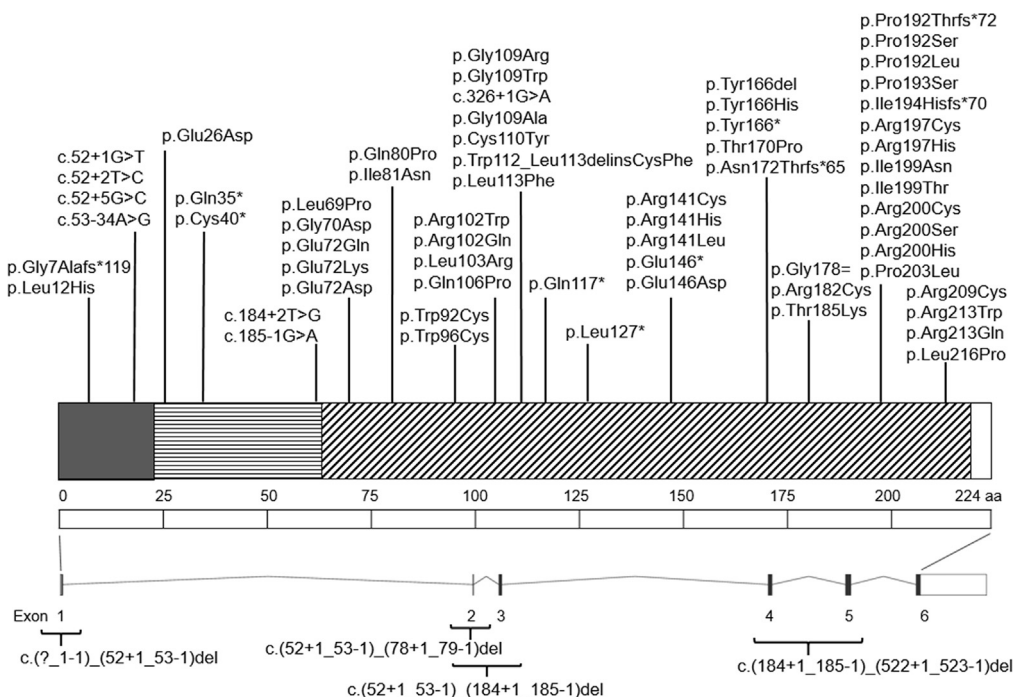 p.Gly7Alafs*119
p.Leu12His
c.52+1G>T
c.52+2T>C
c.52+5G>C
c.53-34A>G
p.Glu26Asp
p.Gln35*
p.Cys40*
c.184+2T>G
c.185-1G>A
p.Leu69Pro
p.Gly70Asp
p.Glu72Gln
p.Glu72Lys
p.Glu72Asp
p.Gln80Pro
p.Ile81Asn
p.Trp92Cys
p.Trp96Cys
p.Arg102Trp
p.Arg102Gln
p.Leu103Arg
p.Gln106Pro
p.Gly109Arg
p.Gly109Trp
c.326+1G>A
p.Gly109Ala
p.Cys110Tyr
p.Trp112_Leu113delinsCysPhe
p.Leu113Phe
p.Gln117*
p.Leu127*
p.Arg141Cys
p.Arg141His
p.Arg141Leu
p.Glu146*
p.Glu146Asp
p.Tyr166del
p.Tyr166His
p.Tyr166*
p.Thr170Pro
p.Asn172Thrfs*65
p.Gly178=
p.Arg182Cys
p.Thr185Lys
p.Pro192Thrfs*72
p.Pro192Ser
p.Pro192Leu
p.Pro193Ser
p.Ile194Hisfs*70
p.Arg197Cys
p.Arg197His
p.Ile199Asn
p.Ile199Thr
p.Arg200Cys
p.Arg200Ser
p.Arg200His
p.Pro203Leu
p.Arg209Cys
p.Arg213Trp
p.Arg213Gln
p.Leu216Pro
0 25 50 75 100 125 150 175 200 224 aa
Exon 1 2 3 4 5 6
c.(?_1-1)_(52+1_53-1)del
c.(52+1_53-1)_(78+1_79-1)del
c.(52+1_53-1)_(184+1_185-1)del
c.(184+1_185-1)_(522+1_523-1)del